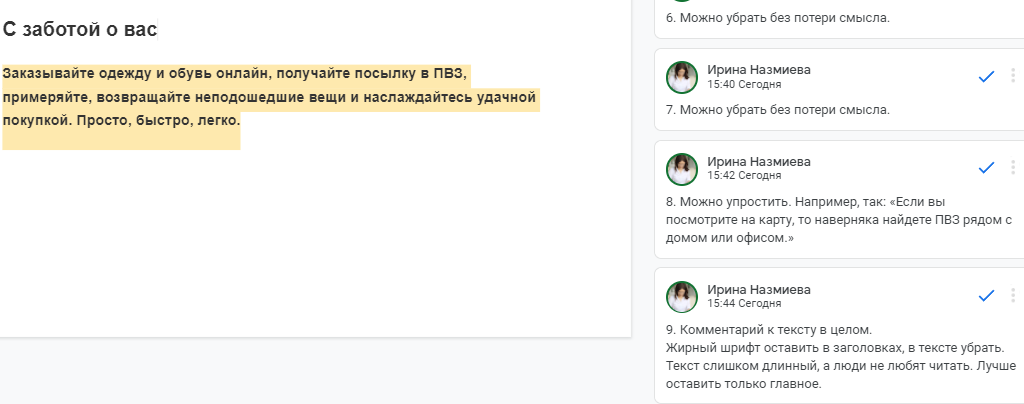 С заботой о вас
Заказывайте одежду и обувь онлайн, получайте посылку в ПВЗ,
примеряйте, возвращайте неподошедшие вещи и наслаждайтесь удачной
покупкой. Просто, быстро, легко.
6. Можно убрать без потери смысла.
Ирина Назмиева
15:40 Сегодня
7. Можно убрать без потери смысла.
Ирина Назмиева
15:42 Сегодня
8. Можно упростить. Например, так: «Если вы
посмотрите на карту, то наверняка найдете ПВЗ рядом с
домом или офисом.»
Ирина Назмиева
15:44 Сегодня
9. Комментарий к тексту в целом.
Жирный шрифт оставить в заголовках, в тексте убрать.
Текст слишком длинный, а люди не любят читать. Лучше
оставить только главное.